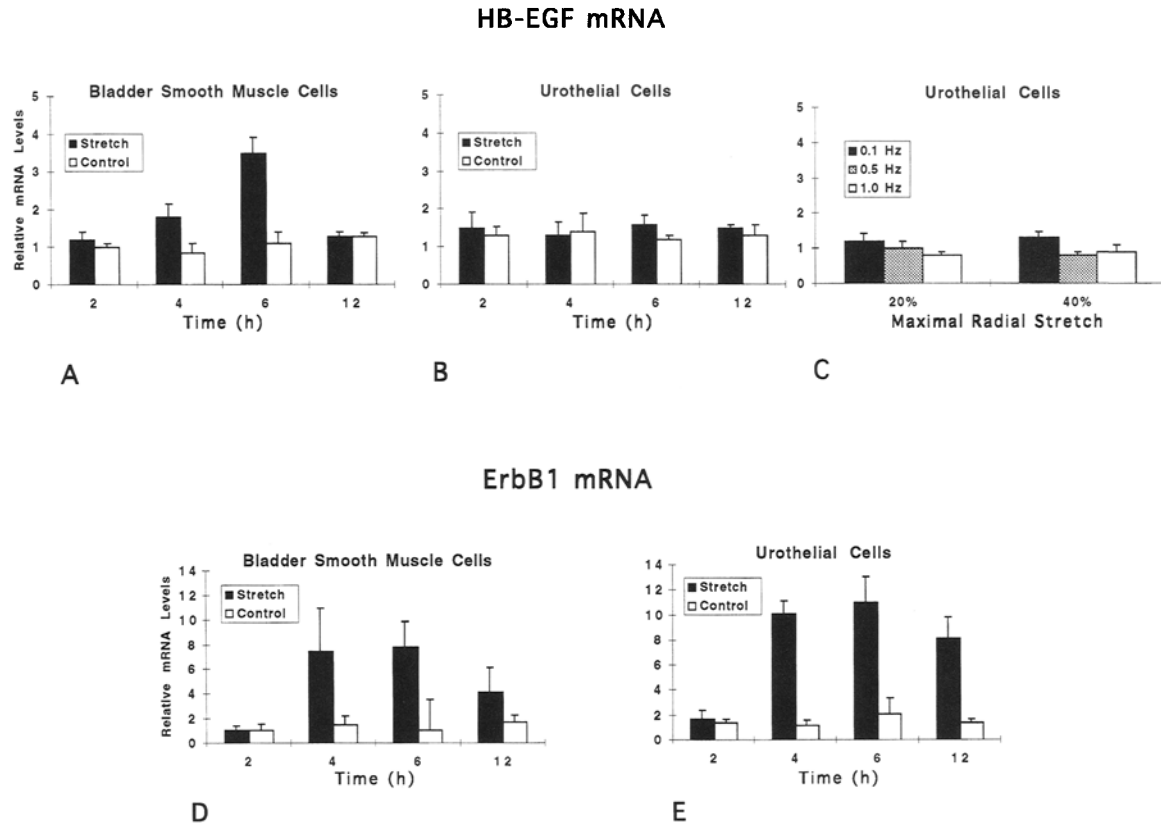 HB-EGF mRNA
Bladder Smooth Muscle Cells
Relative mRNA Levels
5
4
3
2
1
0
Stretch
Control
2 4 6 12
Time (h)
A
Urothelial Cells
5
4
3
2
1
0
Stretch
Control
2 4 6 12
Time (h)
B
Urothelial Cells
5
4
3
2
1
0
0.1 Hz
0.5 Hz
1.0 Hz
20% 40%
Maximal Radial Stretch
C
ErbB1 mRNA
Bladder Smooth Muscle Cells
Relative mRNA Levels
14
12
10
8
6
4
2
0
Stretch
Control
2 4 6 12
Time (h)
D
Urothelial Cells
14
12
10
8
6
4
2
0
Stretch
Control
2 4 6 12
Time (h)
E